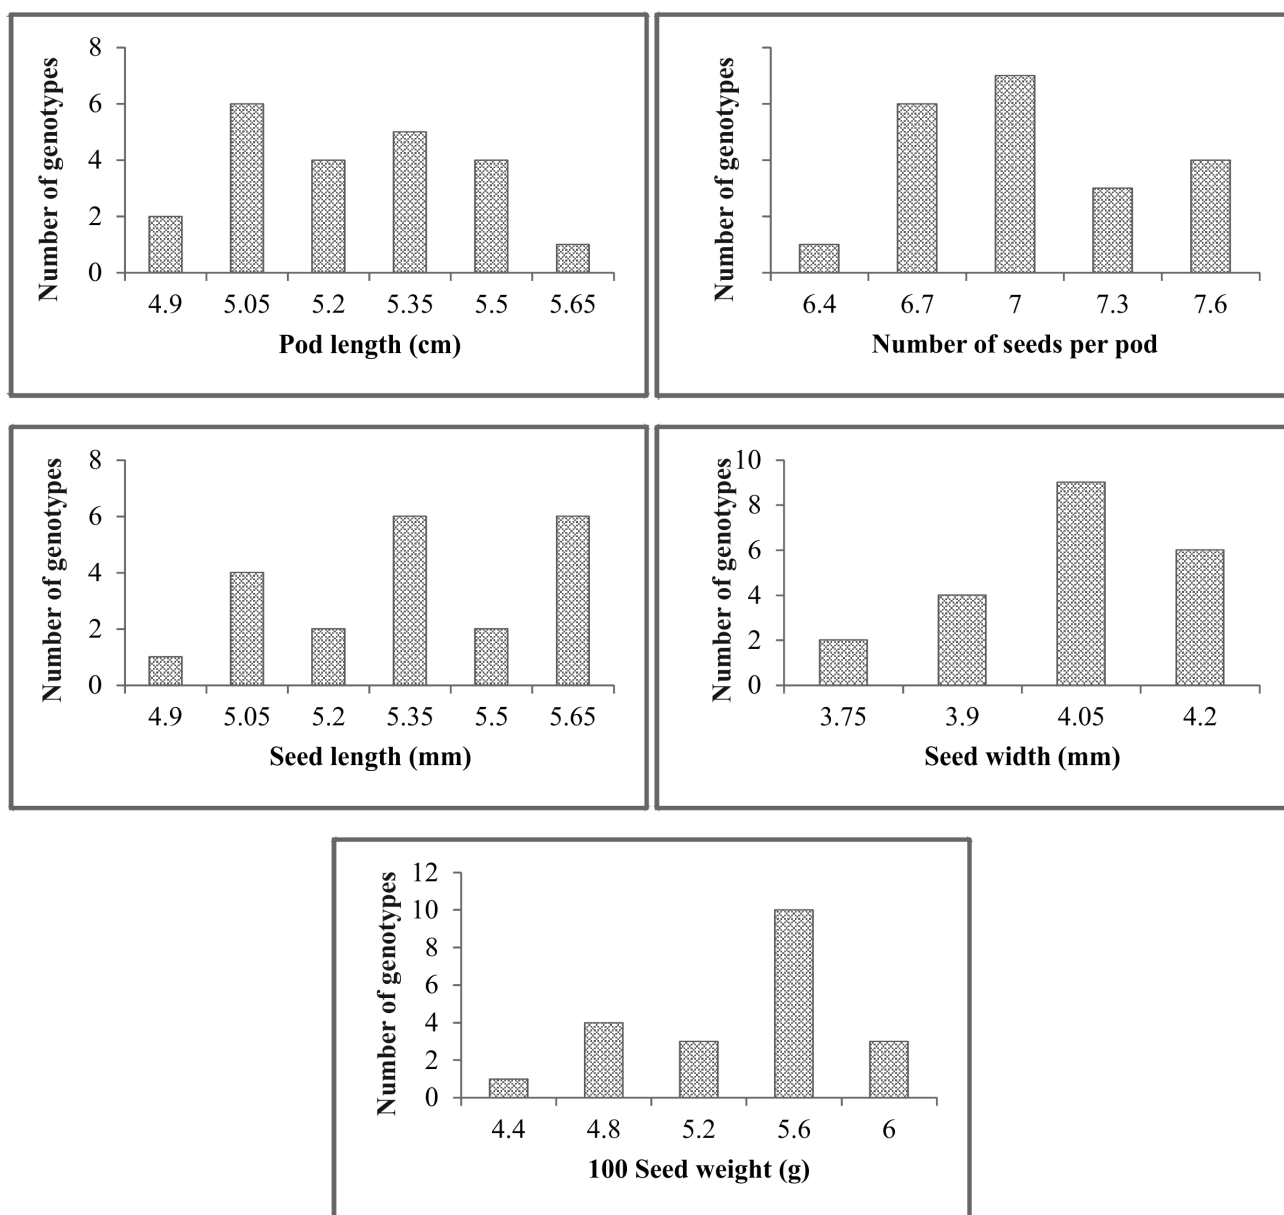 Number of genotypes
8
6
4
2
0
4.9 5.05 5.2 5.35 5.5 5.65
Pod length (cm)
Number of genotypes
6.4 6.7 7 7.3 7.6
Number of seeds per pod
Number of genotypes
8
6
4
2
0
4.9 5.05 5.2 5.35 5.5 5.65
Seed length (mm)
Number of genotypes
10
8
6
4
2
0
3.75 3.9 4.05 4.2
Seed width (mm)
Number of genotypes
12
10
8
6
4
2
0
4.4 4.8 5.2 5.6 6
100 Seed weight (g)